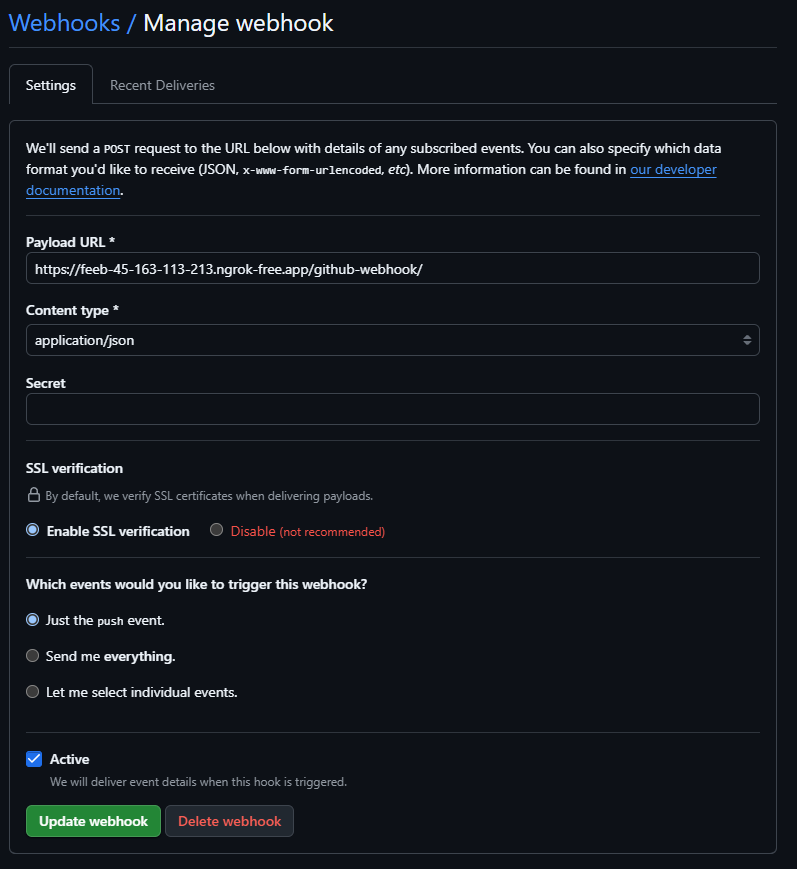 Webhooks / Manage webhook
Settings
Recent Deliveries
We'll send a POST request to the URL below with details of any subscribed events. You can also specify which data
format you'd like to receive (JSON, x-www-form-urlencoded, etc). More information can be found in our developer
documentation.
Payload URL *
https://feeb-45-163-113-213.ngrok-free.app/github-webhook/
Content type *
application/json
Secret
SSL verification
By default, we verify SSL certificates when delivering payloads.
Enable SSL verification
Disable (not recommended)
Which events would you like to trigger this webhook?
Just the push event.
Send me everything.
Let me select individual events.
Active
We will deliver event details when this hook is triggered.
Update webhook
Delete webhook